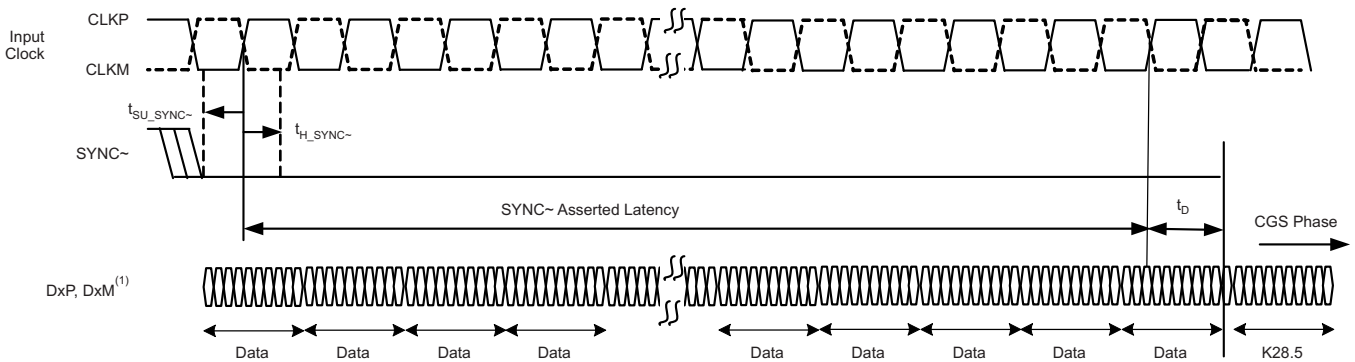 Input
Clock
CLKP
CLKM
tSU_SYNC~
tH_SYNC~
SYNC~
SYNC~ Asserted Latency
tD
CGS Phase
DxP, DxM(1)
Data Data Data Data Data Data Data Data Data K28.5